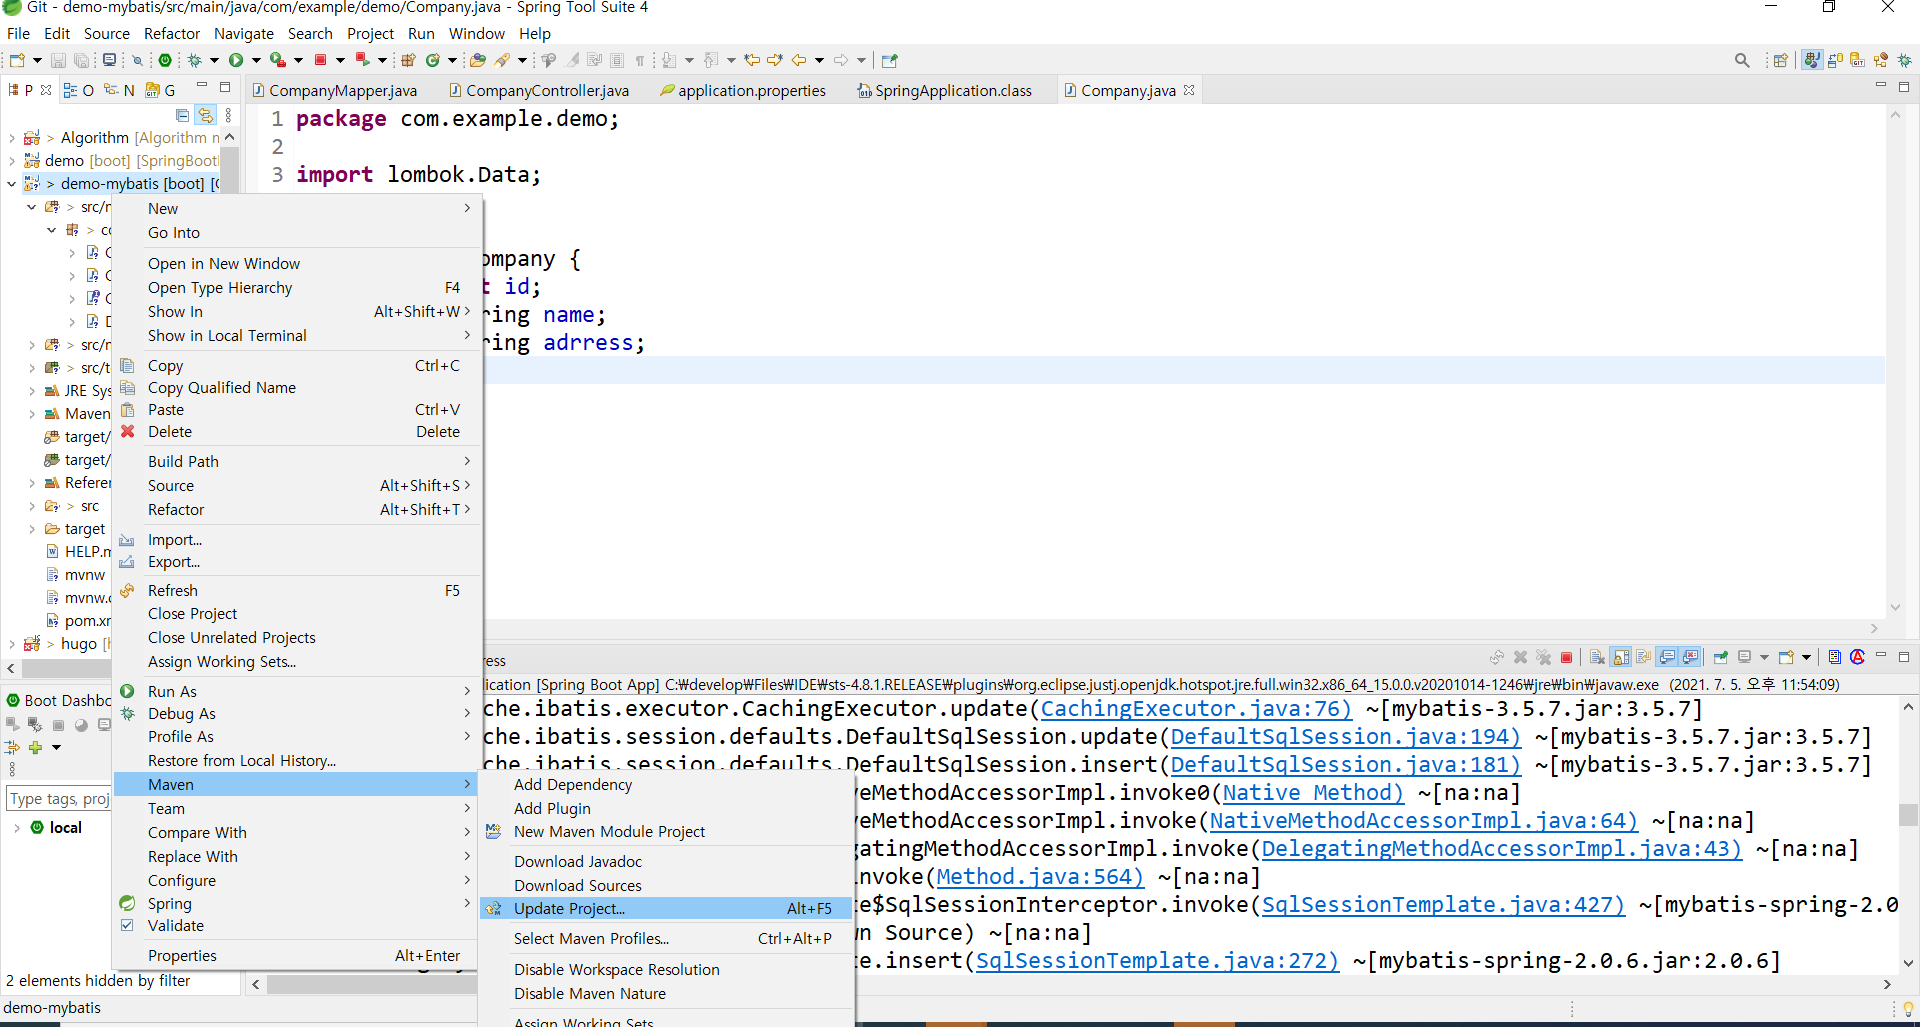 Git - demo-mybatis/src/main/java/com/example/demo/Company.java - Spring Tool Suite 4
File Edit Source Refactor Navigate Search Project Run Window Help
P O N G
CompanyMapper.java CompanyController.java application.properties SpringApplication.class Company.java
> Algorithm [Algorithm
demo [boot] [SpringBoot
> demo-mybatis [boot]
> src/
>
JRE Sys
Maven
target/
target/
Referer
> src
target
HELP.m
mvnw
mvnw.
pom.x
> hugo
1 package com.example.demo;
2
3 import lombok.Data;
ompany {
t id;
ring name;
ring adrress;
New
Go Into
Open in New Window
Open Type Hierarchy F4
Show In Alt+Shift+W
Show in Local Terminal
Copy Ctrl+C
Copy Qualified Name
Paste Ctrl+V
Delete Delete
Build Path
Source Alt+Shift+S
Refactor Alt+Shift+T
Import...
Export...
Refresh F5
Close Project
Close Unrelated Projects
Assign Working Sets...
Run As
Debug As
Profile As
Restore from Local History...
Maven
Team
Compare With
Replace With
Configure
Spring
Validate
Properties Alt+Enter
Add Dependency
Add Plugin
New Maven Module Project
Download Javadoc
Download Sources
Update Project... Alt+F5
Select Maven Profiles... Ctrl+Alt+P
Disable Workspace Resolution
Disable Maven Nature
Assign Working Sets
Boot Dashbo
Type tags, proj
local
2 elements hidden by filter
demo-mybatis
ress
ication [Spring Boot App] C:₩develop₩Files₩IDE₩sts-4.8.1.RELEASE₩plugins₩org.eclipse.justj.openjdk.hotspot.jre.full.win32.x86_64_15.0.0.v20201014-1246₩jre₩bin₩javaw.exe (2021. 7. 5. 오후 11:54:09)
che.ibatis.executor.CachingExecutor.update(CachingExecutor.java:76) ~[mybatis-3.5.7.jar:3.5.7]
che.ibatis.session.defaults.DefaultSqlSession.update(DefaultSqlSession.java:194) ~[mybatis-3.5.7.jar:3.5.7]
che.ibatis.session.defaults.DefaultSqlSession.insert(DefaultSqlSession.java:181) ~[mybatis-3.5.7.jar:3.5.7]
veMethodAccessorImpl.invoke0(Native Method) ~[na:na]
veMethodAccessorImpl.invoke(NativeMethodAccessorImpl.java:64) ~[na:na]
gatingMethodAccessorImpl.invoke(DelegatingMethodAccessorImpl.java:43) ~[na:na]
nvoke(Method.java:564) ~[na:na]
te$SqlSessionInterceptor.invoke(SqlSessionTemplate.java:427) ~[mybatis-spring-2.0
wn Source) ~[na:na]
te.insert(SqlSessionTemplate.java:272) ~[mybatis-spring-2.0.6.jar:2.0.6]